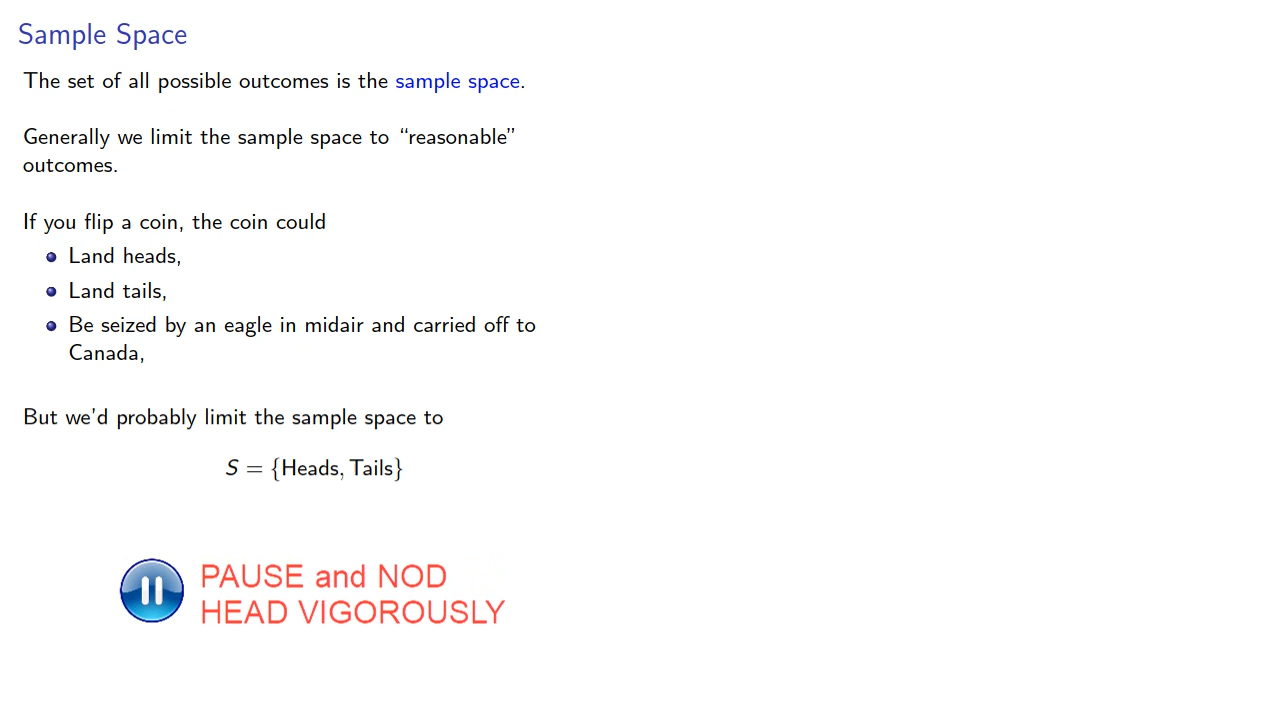 Sample Space
The set of all possible outcomes is the sample space.
Generally we limit the sample space to “reasonable”
outcomes.
If you flip a coin, the coin could
Land heads,
Land tails,
Be seized by an eagle in midair and carried off to
Canada,
But we’d probably limit the sample space to
S = {Heads, Tails}
PAUSE and NOD
HEAD VIGOROUSLY